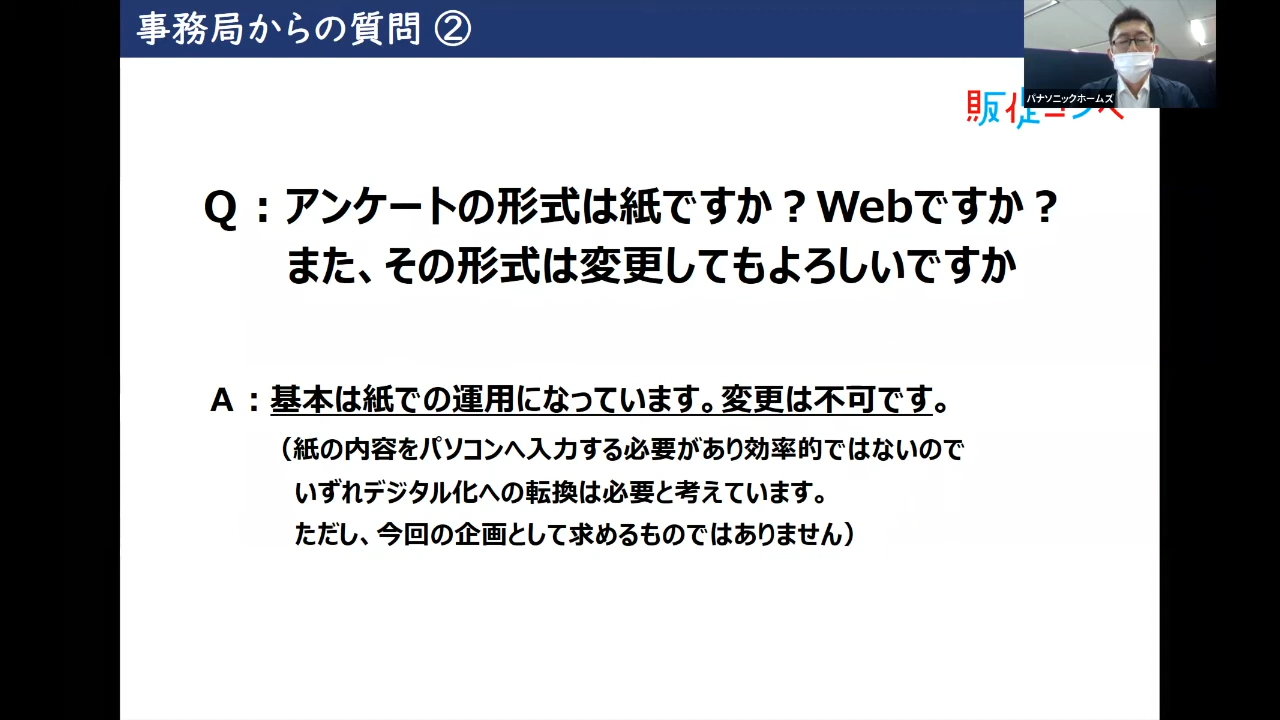 事務局からの質問 ②
パナソニックホームズ
販促コンペ
Q：アンケートの形式は紙ですか？Webですか？
また、その形式は変更してもよろしいですか
A：基本は紙での運用になっています。変更は不可です。
（紙の内容をパソコンへ入力する必要があり効率的ではないので
いずれデジタル化への転換は必要と考えています。
ただし、今回の企画として求めるものではありません）